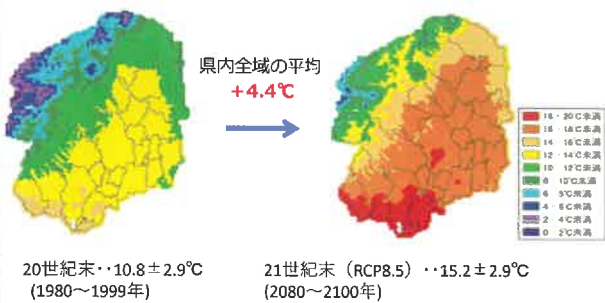 県内全域の平均
+4.4℃
18・20℃未満
16・18℃未満
14・16℃未満
12・14℃未満
10・12℃未満
8・10℃未満
6・8℃未満
4・6℃未満
2・4℃未満
0・2℃未満
20世紀末・・10.8±2.9℃
(1980～1999年)
21世紀末（RCP8.5）・・15.2±2.9℃
(2080～2100年)